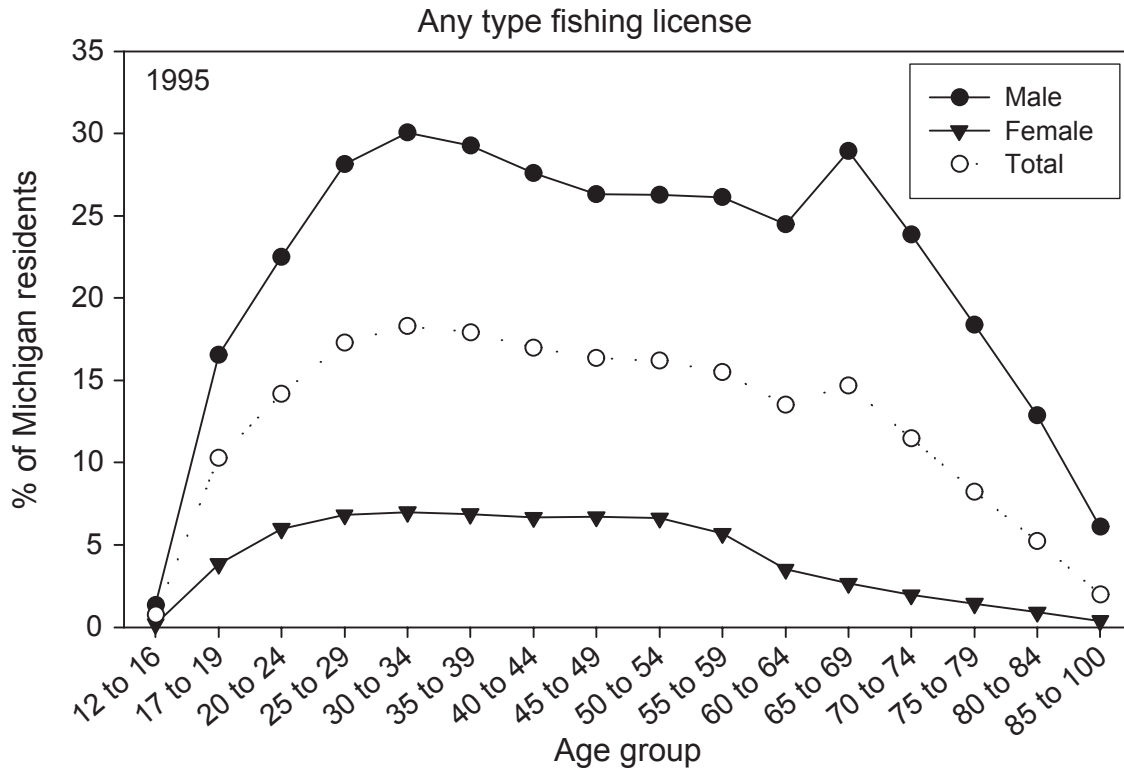 Any type fishing license
1995
Male
Female
Total
% of Michigan residents
35
30
25
20
15
10
5
0
12 to 16
17 to 19
20 to 24
25 to 29
30 to 34
35 to 39
40 to 44
45 to 49
50 to 54
55 to 59
60 to 64
65 to 69
70 to 74
75 to 79
80 to 84
85 to 100
Age group